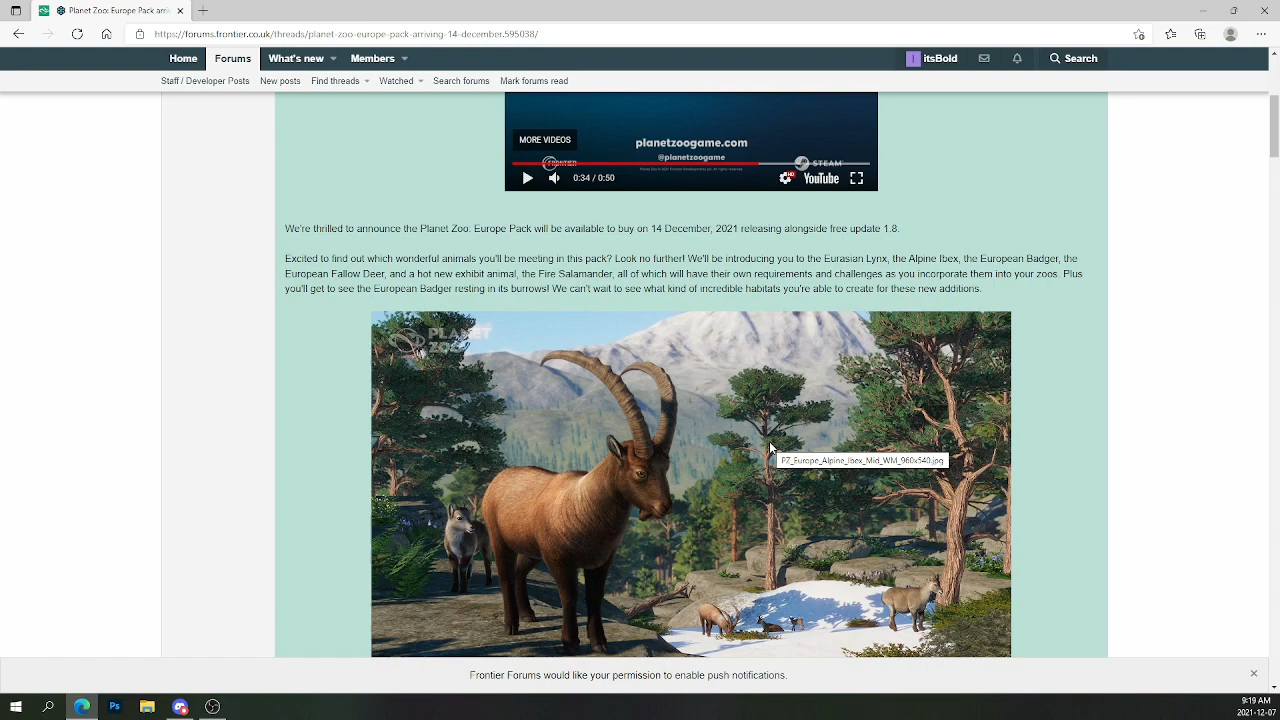 Planet Zoo: Europe Pack arri
https://forums.frontier.co.uk/threads/planet-zoo-europe-pack-arriving-14-december.595038/
Home Forums What's new Members itsBold Search
Staff / Developer Posts New posts Find threads Watched Search forums Mark forums read
MORE VIDEOS
planetzoogame.com
@planetzoogame
FRONTIER STEAM
0:34 / 0:50 HD YouTube
We're thrilled to announce the Planet Zoo: Europe Pack will be available to buy on 14 December, 2021 releasing alongside free update 1.8.
Excited to find out which wonderful animals you'll be meeting in this pack? Look no further! We'll be introducing you to the Eurasian Lynx, the Alpine Ibex, the European Badger, the
European Fallow Deer, and a hot new exhibit animal, the Fire Salamander, all of which will have their own requirements and challenges as you incorporate them into your zoos. Plus
you'll get to see the European Badger resting in its burrows! We can't wait to see what kind of incredible habitats you're able to create for these new additions.
PLANET
ZOO
PZ_Europe_Alpine_Ibex_Mid_WM_960x540.jpg
Frontier Forums would like your permission to enable push notifications.
Ps
9:19 AM
2021-12-07